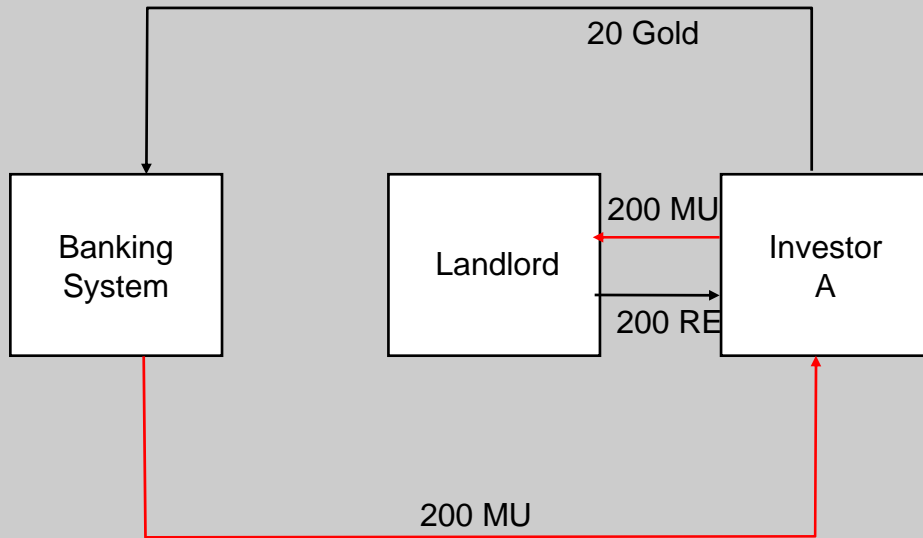 20 Gold
Banking
System
Landlord
200 MU
200 RE
Investor
A
200 MU